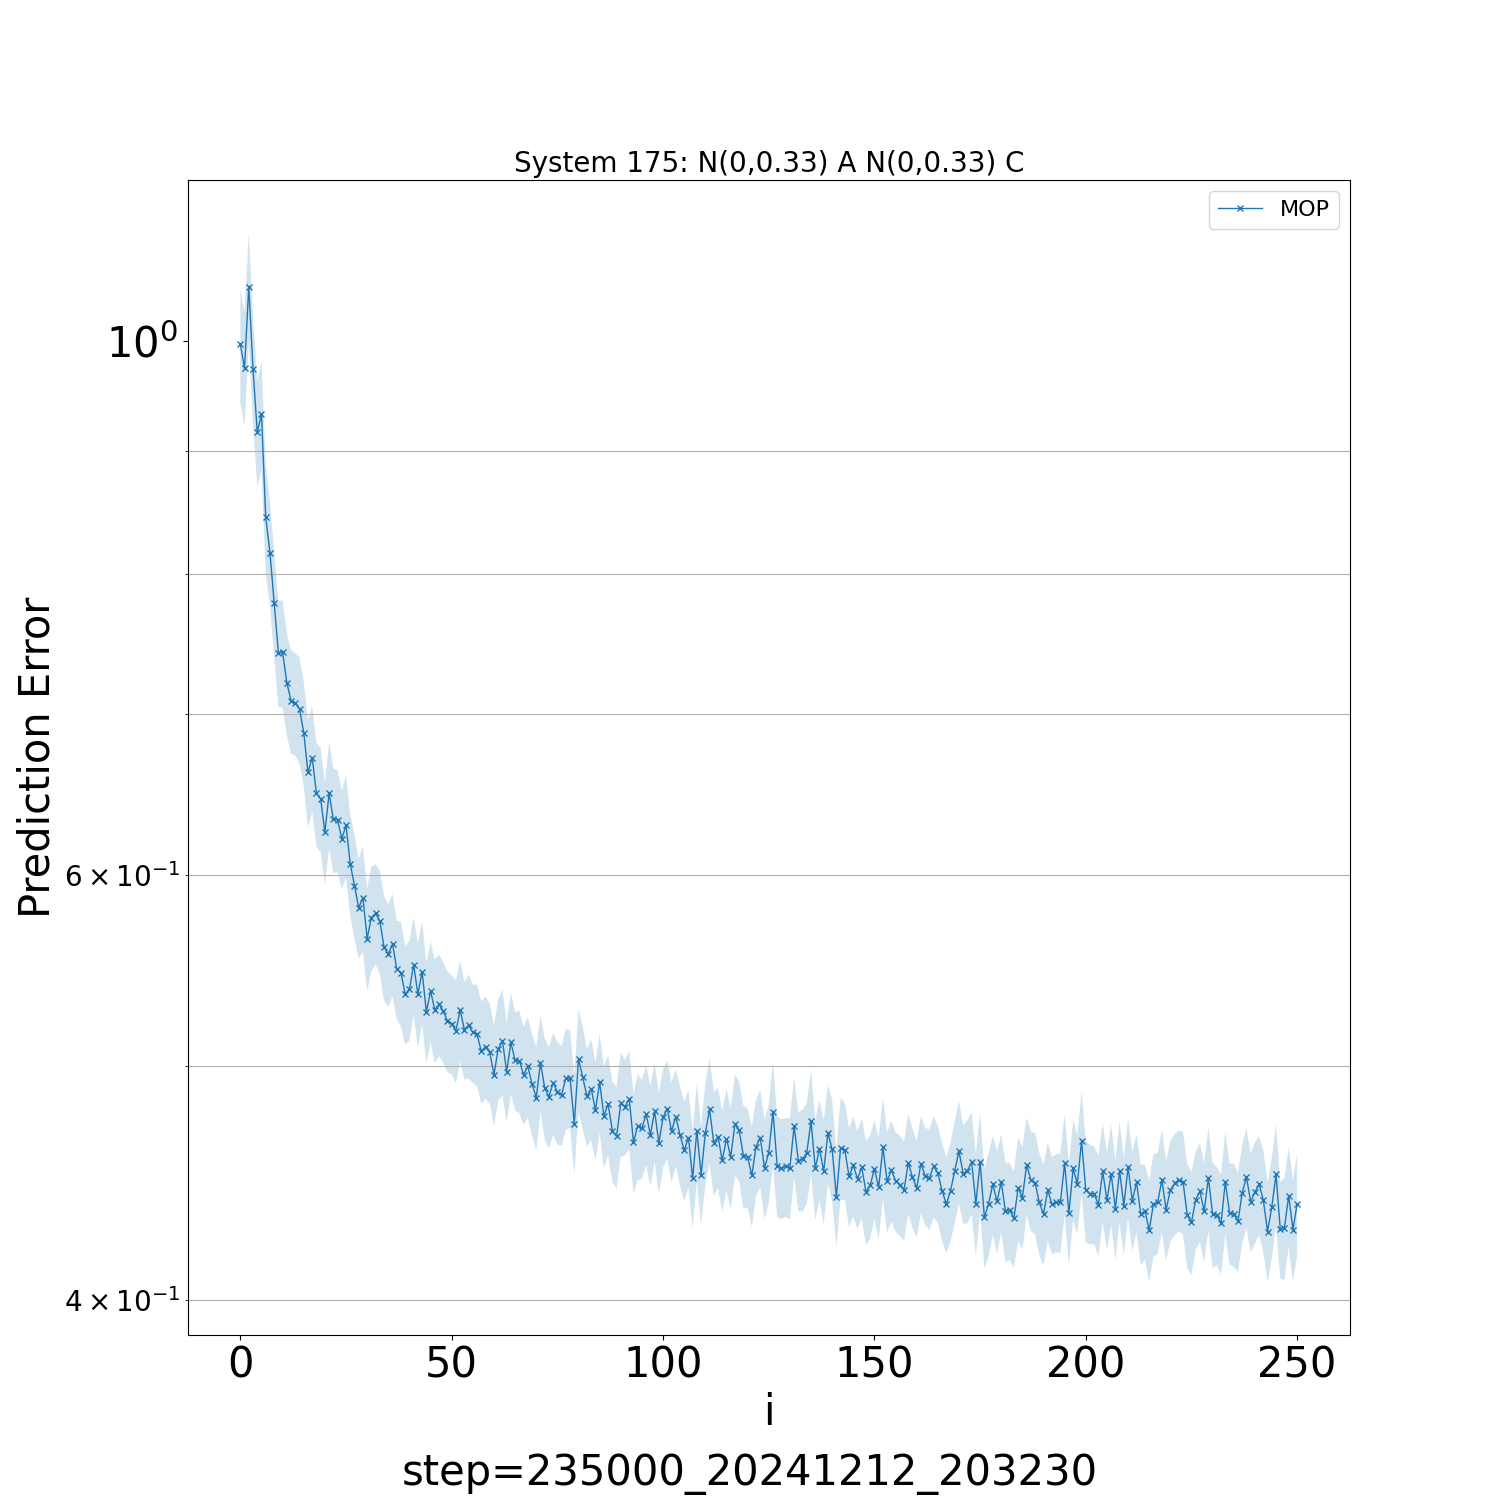 System 175: N(0,0.33) A N(0,0.33) C
MOP
10⁰
6 × 10⁻¹
4 × 10⁻¹
Prediction Error
0 50 100 150 200 250
i
step=235000_20241212_203230